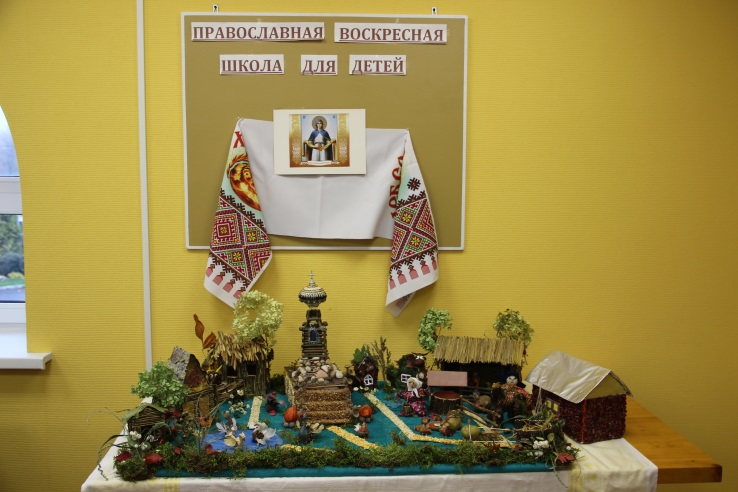 ПРАВОСЛАВНАЯ ВОСКРЕСНАЯ
ШКОЛА ДЛЯ ДЕТЕЙ